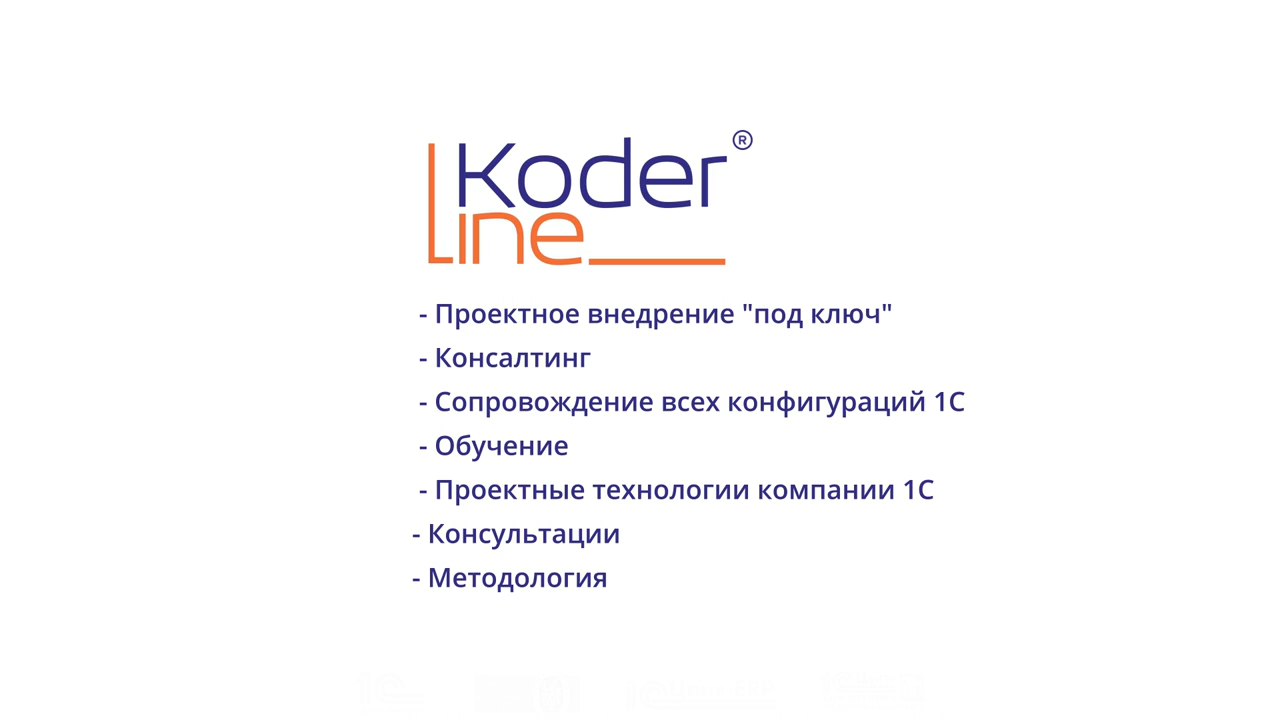 Koder®
Line
- Проектное внедрение "под ключ"
- Консалтинг
- Сопровождение всех конфигураций 1С
- Обучение
- Проектные технологии компании 1С
- Консультации
- Методология